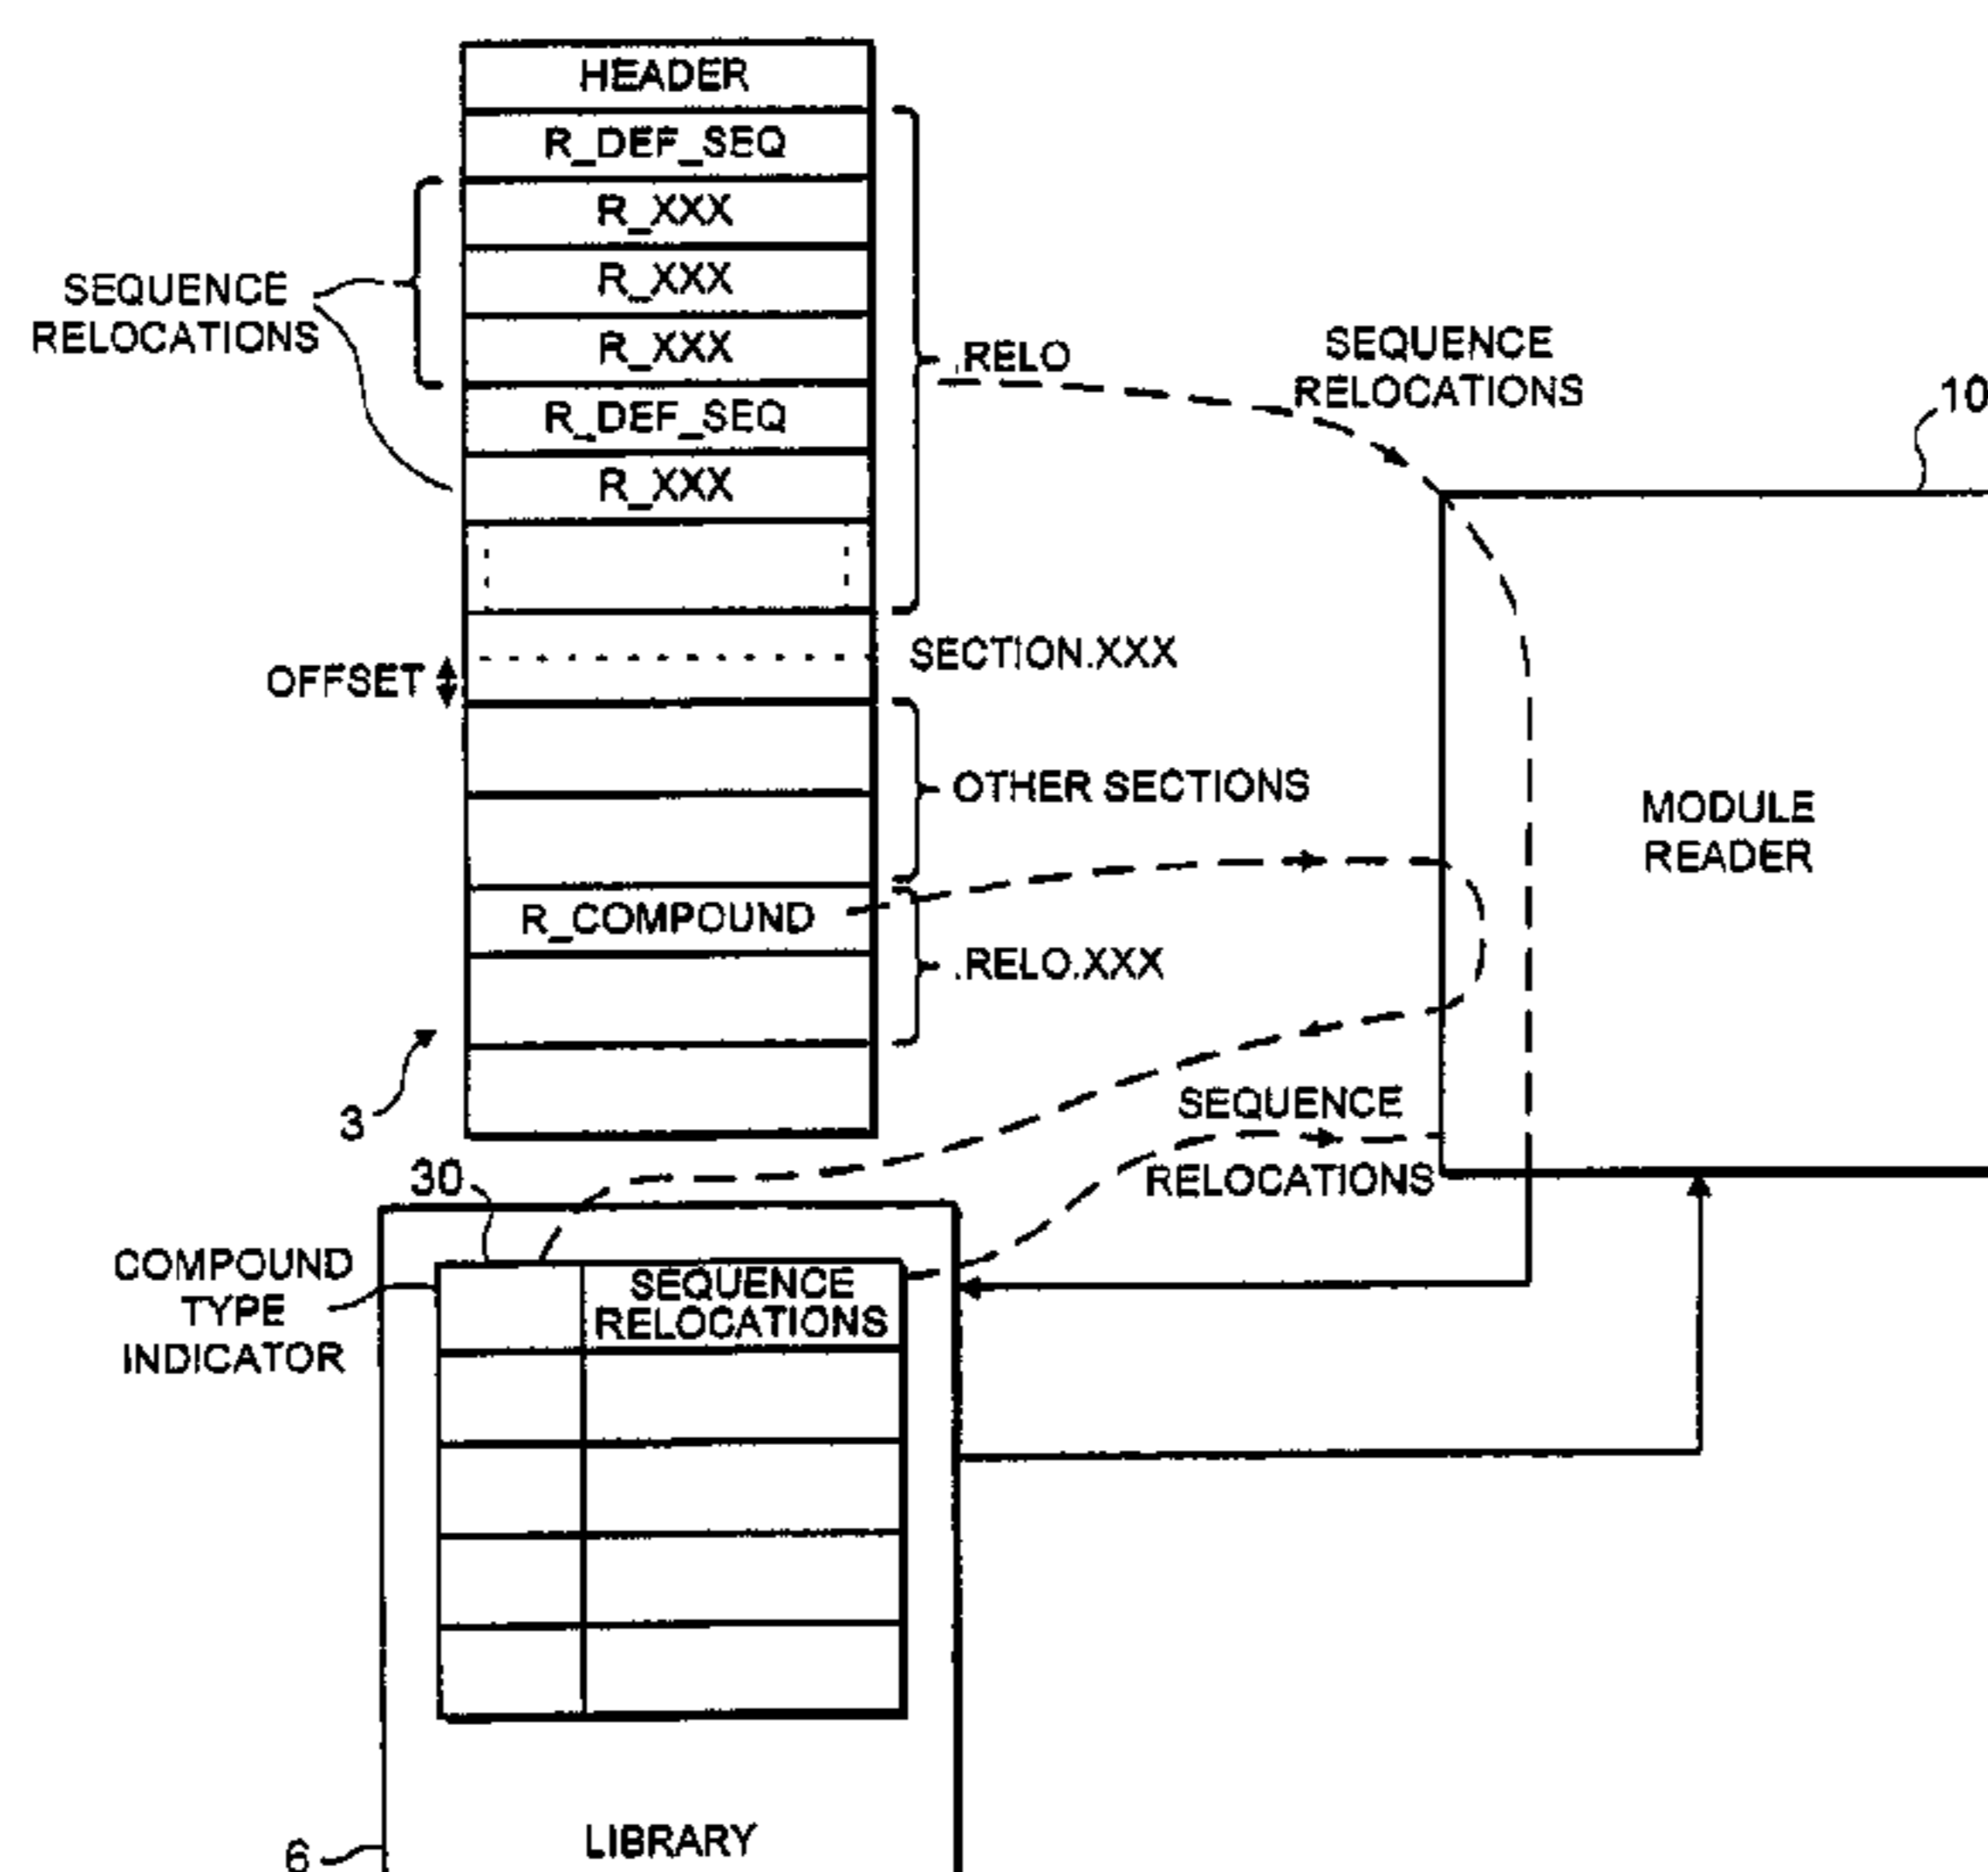 HEADER
R_DEF_SEQ
R_XXX
R_XXX
R_XXX
R_DEF_SEQ
R_XXX
SEQUENCE
RELOCATIONS
.RELO
SEQUENCE
RELOCATIONS
10
SECTION.XXX
OFFSET
OTHER SECTIONS
MODULE
READER
R_COMPOUND
.RELO.XXX
3
SEQUENCE
RELOCATIONS
30
COMPOUND
TYPE
INDICATOR
SEQUENCE
RELOCATIONS
LIBRARY
6